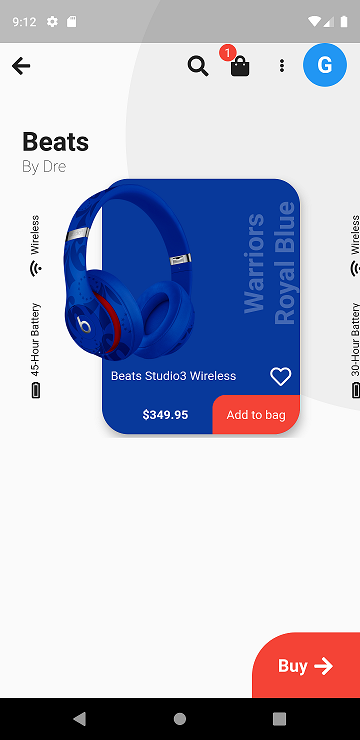 9:12
1
G
Beats
By Dre
Wireless
45-Hour Battery
Warriors
Royal Blue
Beats Studio3 Wireless
$349.95
Add to bag
Wireless
30-Hour Battery
Buy